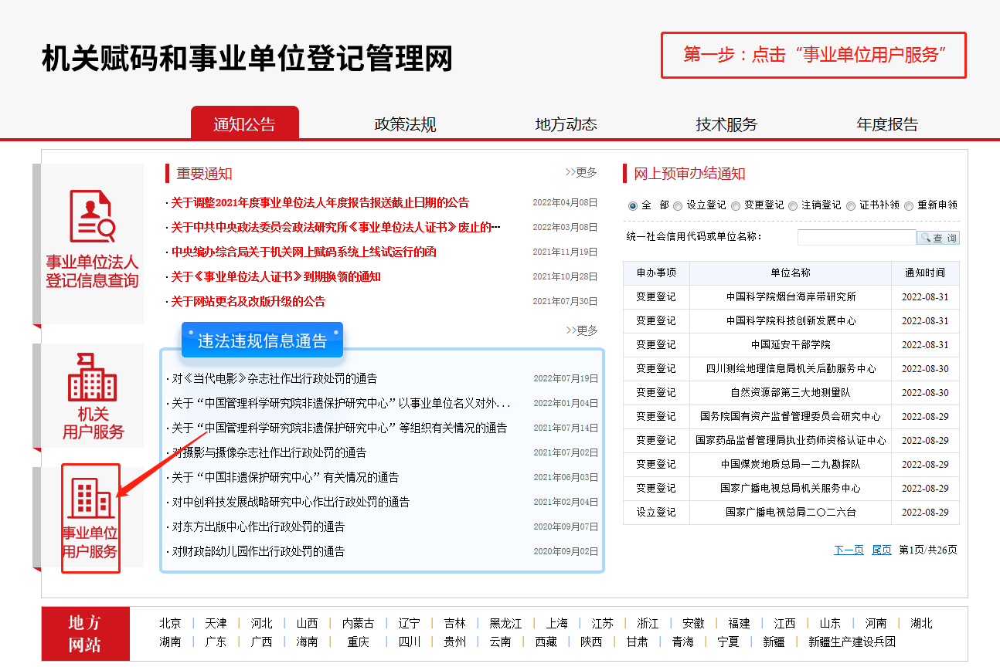 机关赋码和事业单位登记管理网
第一步：点击“事业单位用户服务”
通知公告 政策法规 地方动态 技术服务 年度报告
事业单位法人
登记信息查询
机关
用户服务
事业单位
用户服务
重要通知 >>更多
·关于调整2021年度事业单位法人年度报告报送截止日期的公告 2022年04月08日
·关于中共中央政法委员会政法研究所《事业单位法人证书》废止的··· 2022年03月08日
·中央编办综合局关于机关网上赋码系统上线试运行的函 2021年11月19日
·关于《事业单位法人证书》到期换领的通知 2021年10月28日
·关于网站更名及改版升级的公告 2021年07月30日
违法违规信息通告 >>更多
·对《当代电影》杂志社作出行政处罚的通告 2022年07月19日
·关于“中国管理科学研究院非遗保护研究中心”以事业单位名义对外... 2022年01月04日
·关于“中国管理科学研究院非遗保护研究中心”等组织有关情况的通告 2021年07月14日
·对摄影与摄像杂志社作出行政处罚的通告 2021年07月02日
·关于“中国非遗保护研究中心”有关情况的通告 2021年06月03日
·对中创科技发展战略研究中心作出行政处罚的通告 2021年02月04日
·对东方出版中心作出行政处罚的通告 2020年09月07日
·对财政部幼儿园作出行政处罚的通告 2020年09月02日
网上预审办结通知
全 部 设立登记 变更登记 注销登记 证书补领 重新申领
统一社会信用代码或单位名称： 查 询
申办事项 单位名称 通知时间
变更登记 中国科学院烟台海岸带研究所 2022-08-31
变更登记 中国科学院科技创新发展中心 2022-08-31
变更登记 中国延安干部学院 2022-08-31
变更登记 四川测绘地理信息局机关后勤服务中心 2022-08-30
变更登记 自然资源部第三大地测量队 2022-08-30
变更登记 国务院国有资产监督管理委员会研究中心 2022-08-29
变更登记 国家药品监督管理局执业药师资格认证中心 2022-08-29
变更登记 中国煤炭地质总局一二九勘探队 2022-08-29
变更登记 国家广播电视总局机关服务中心 2022-08-29
设立登记 国家广播电视总局二〇二六台 2022-08-29
下一页 尾页 第1页/共26页
地方
网站
北京 | 天津 | 河北 | 山西 | 内蒙古 | 辽宁 | 吉林 | 黑龙江 | 上海 | 江苏 | 浙江 | 安徽 | 福建 | 江西 | 山东 | 河南 | 湖北
湖南 | 广东 | 广西 | 海南 | 重庆 | 四川 | 贵州 | 云南 | 西藏 | 陕西 | 甘肃 | 青海 | 宁夏 | 新疆 | 新疆生产建设兵团